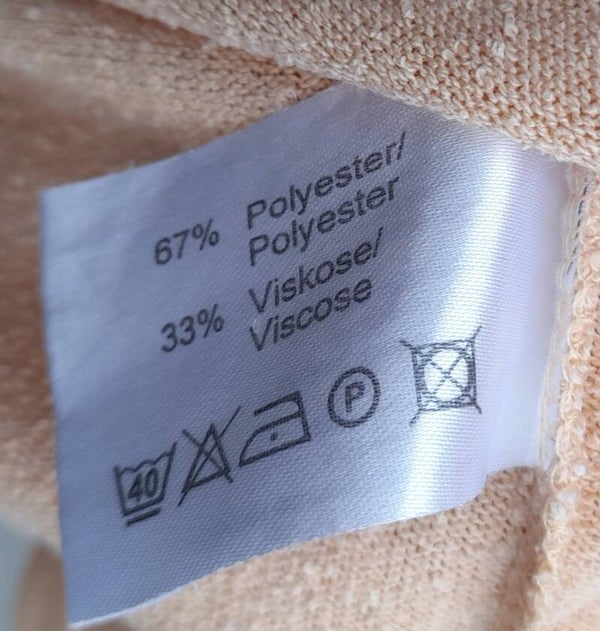 67% Polyester/
Polyester
33% Viskose/
Viscose
40 P